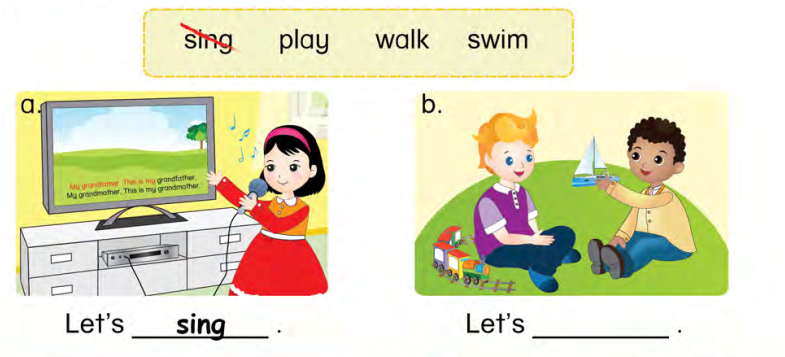 sing play walk swim
a.
My grandfather. This is my grandfather.
My grandmother. This is my grandmother.
Let's sing .
b.
Let's ____________ .